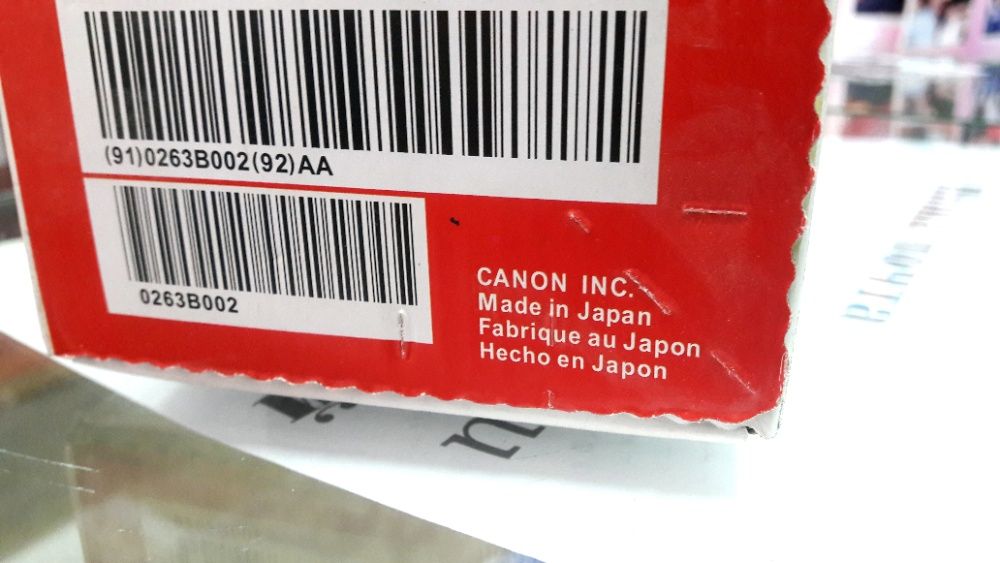 (91)0263B002(92)AA
0263B002
CANON INC.
Made in Japan
Fabrique au Japon
Hecho en Japon